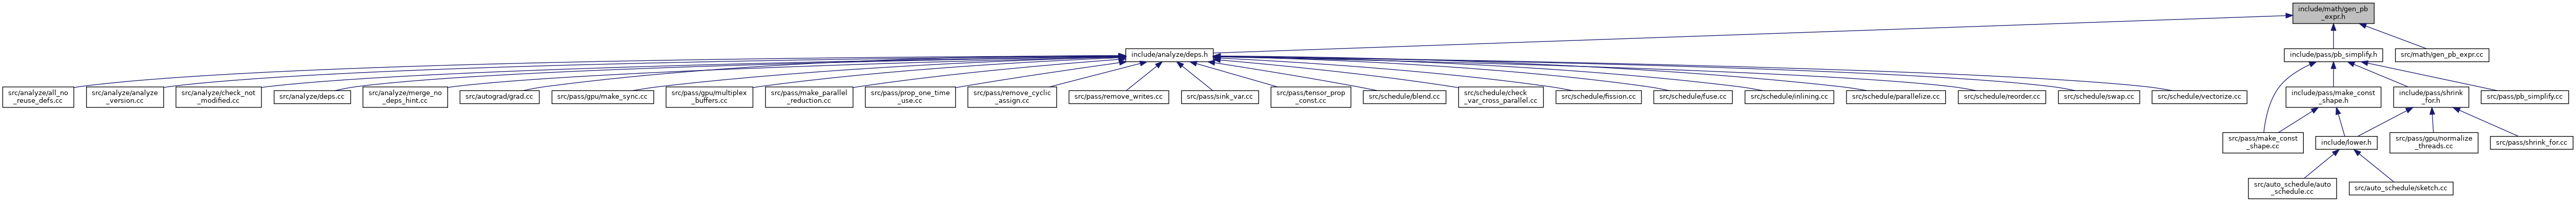 include/math/gen_pb
_expr.h
include/analyze/deps.h
include/pass/pb_simplify.h
src/math/gen_pb_expr.cc
src/analyze/all_no
_reuse_defs.cc
src/analyze/analyze
_version.cc
src/analyze/check_not
_modified.cc
src/analyze/deps.cc
src/analyze/merge_no
_deps_hint.cc
src/autograd/grad.cc
src/pass/gpu/make_sync.cc
src/pass/gpu/multiplex
_buffers.cc
src/pass/make_parallel
_reduction.cc
src/pass/prop_one_time
_use.cc
src/pass/remove_cyclic
_assign.cc
src/pass/remove_writes.cc
src/pass/sink_var.cc
src/pass/tensor_prop
_const.cc
src/schedule/blend.cc
src/schedule/check
_var_cross_parallel.cc
src/schedule/fission.cc
src/schedule/fuse.cc
src/schedule/inlining.cc
src/schedule/parallelize.cc
src/schedule/reorder.cc
src/schedule/swap.cc
src/schedule/vectorize.cc
include/pass/make_const
_shape.h
include/pass/shrink
_for.h
src/pass/pb_simplify.cc
src/pass/make_const
_shape.cc
include/lower.h
src/pass/gpu/normalize
_threads.cc
src/pass/shrink_for.cc
src/auto_schedule/auto
_schedule.cc
src/auto_schedule/sketch.cc